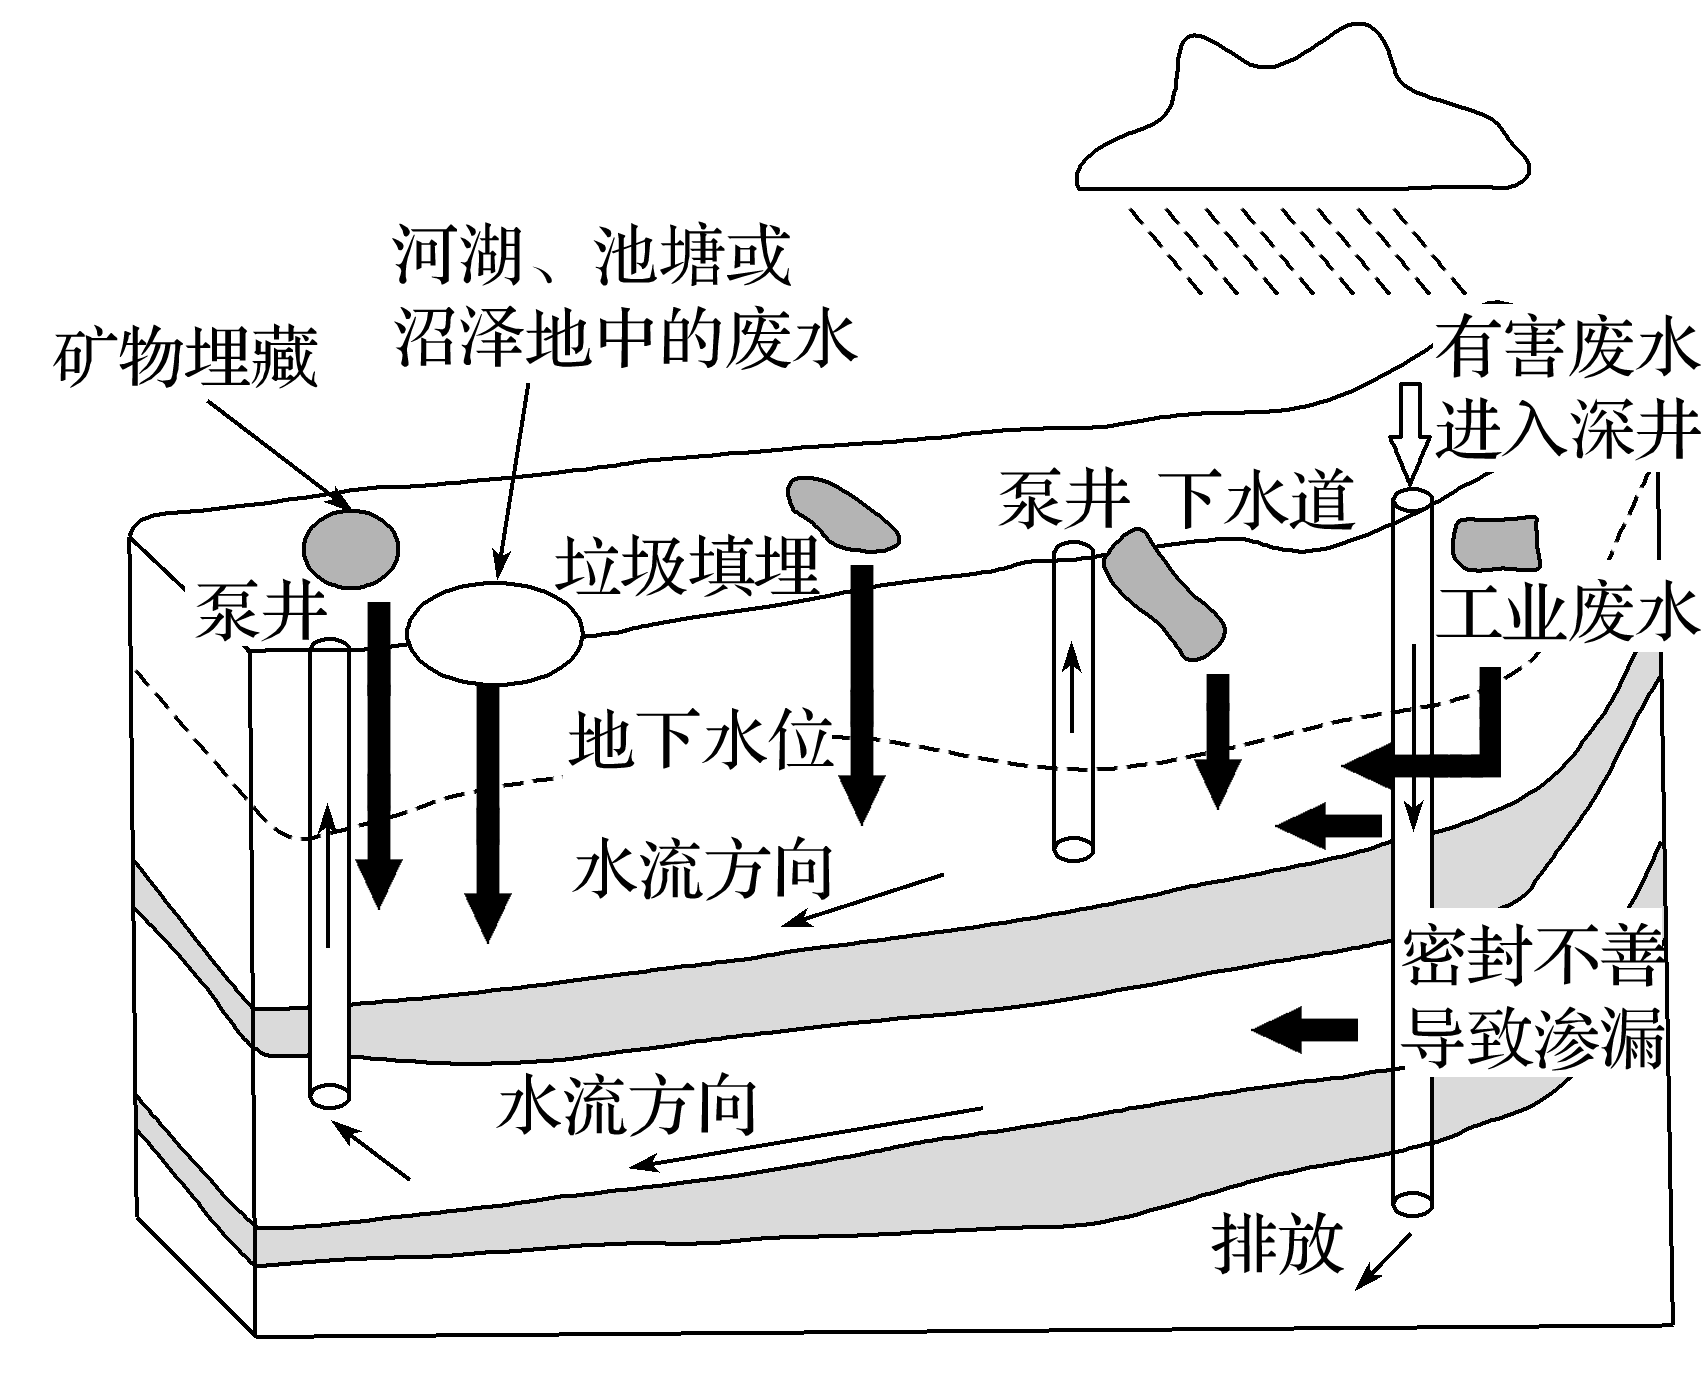 河湖、池塘或
沼泽地中的废水
矿物埋藏
有害废水
进入深井
泵井
下水道
垃圾填埋
泵井
工业废水
地下水位
水流方向
密封不善
导致渗漏
水流方向
排放